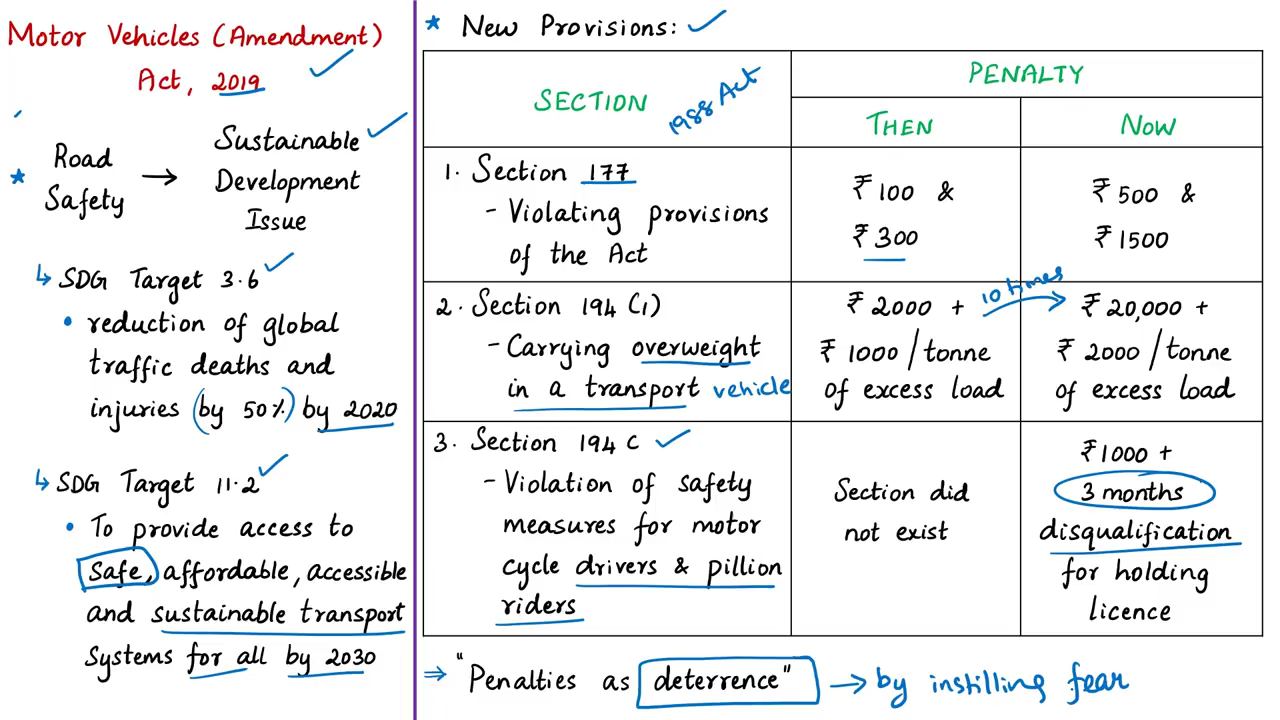 Motor Vehicles (Amendment)
Act, 2019
Road
Safety
→
Sustainable
Development
Issue
↳ SDG Target 3.6
• reduction of global
traffic deaths and
injuries (by 50%) by 2020
↳ SDG Target 11.2
• To provide access to
Safe, affordable, accessible
and sustainable transport
Systems for all by 2030
* New Provisions:
SECTION
1988 Act
PENALTY
THEN
NOW
1. Section 177
- Violating provisions
of the Act
₹100 &
₹300
₹500 &
₹1500
2. Section 194 (1)
- Carrying overweight
in a transport vehicle
₹2000 +
₹1000/tonne
of excess load
10 times
₹20,000 +
₹2000/tonne
of excess load
3. Section 194 C
- Violation of safety
measures for motor
cycle drivers & pillion
riders
Section did
not exist
₹1000 +
3 months
disqualification
for holding
licence
⇒ "Penalties as deterrence" → by instilling fear